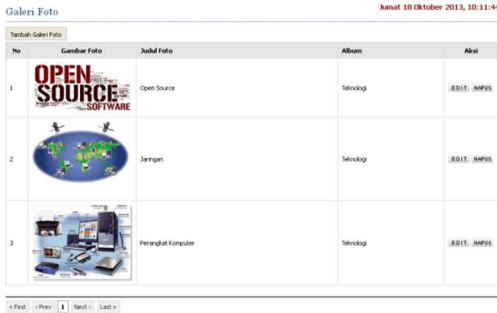 Galeri Foto
Jumat 18 Oktober 2013, 10:11:44
Tambah Galeri Foto
No Gambar Foto Judul Foto Album Aksi
OPEN
SOURCE
SOFTWARE
1 Open Source Teknologi EDIT HAPUS
2 Jaringan Teknologi EDIT HAPUS
3 Perangkat Komputer Teknologi EDIT HAPUS
« First ‹ Prev 1 Next › Last »